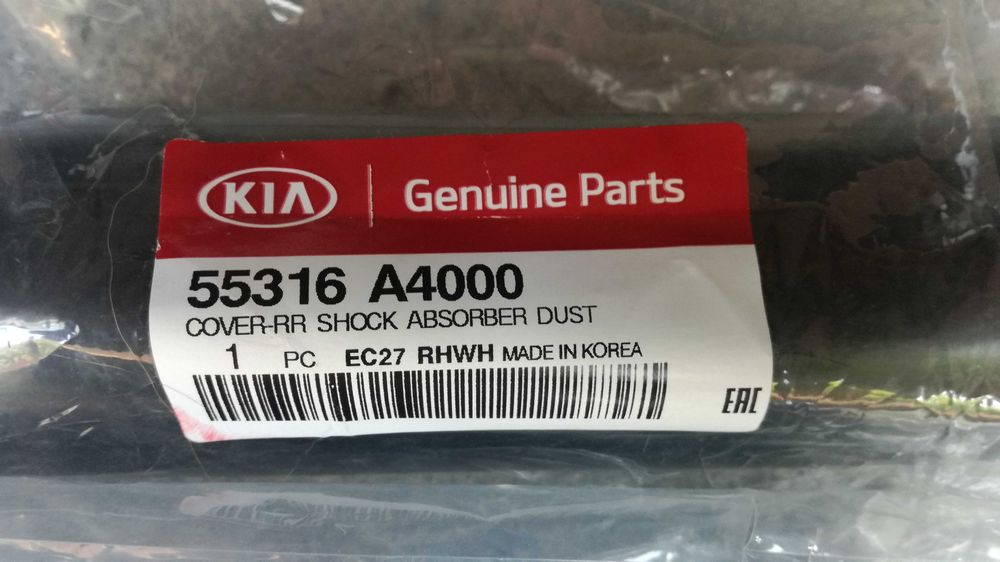 KIA Genuine Parts
55316 A4000
COVER-RR SHOCK ABSORBER DUST
1 PC EC27 RHWH MADE IN KOREA
EAC